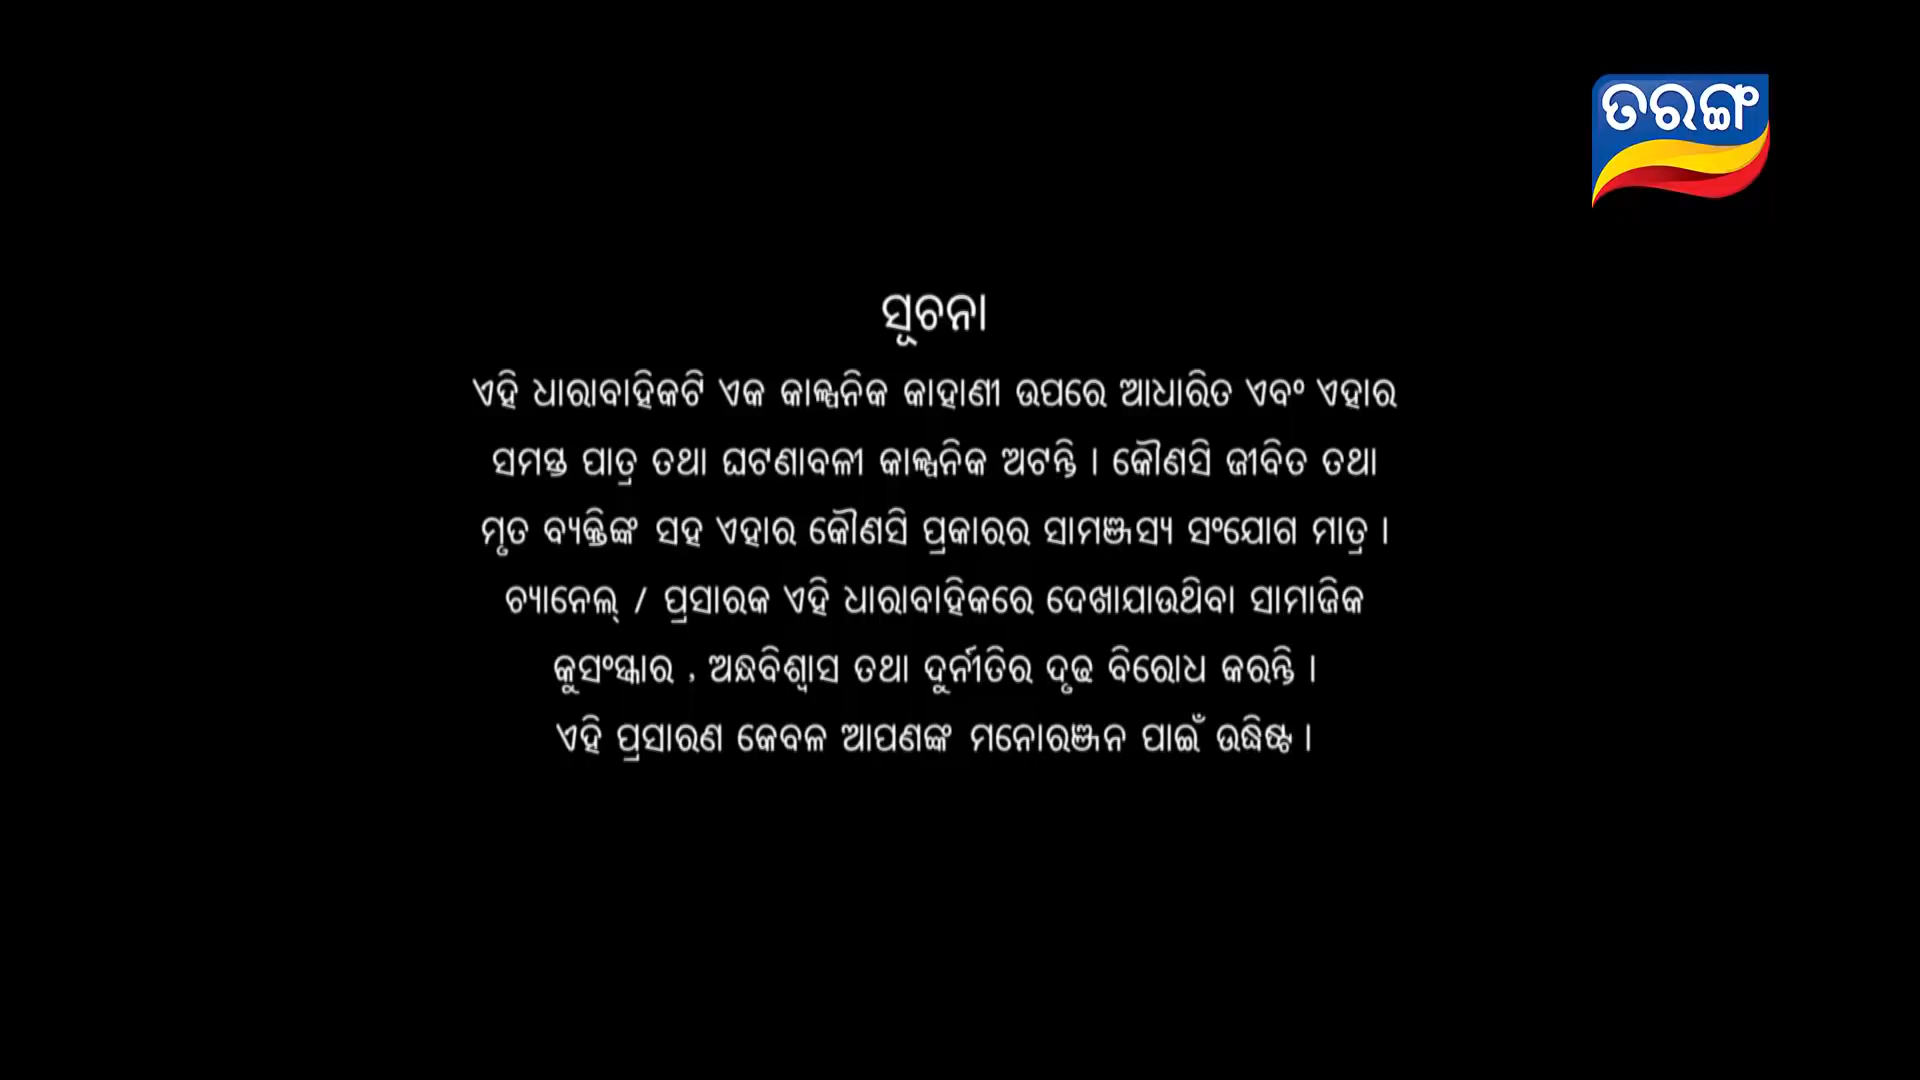 ତରଙ୍ଗ
ସୂଚନା
ଏହି ଧାରାବାହିକଟି ଏକ କାଳ୍ପନିକ କାହାଣୀ ଉପରେ ଆଧାରିତ ଏବଂ ଏହାର
ସମସ୍ତ ପାତ୍ର ତଥା ଘଟଣାବଳୀ କାଳ୍ପନିକ ଅଟନ୍ତି । କୌଣସି ଜୀବିତ ତଥା
ମୃତ ବ୍ୟକ୍ତିଙ୍କ ସହ ଏହାର କୌଣସି ପ୍ରକାରର ସାମଞ୍ଜସ୍ୟ ସଂଯୋଗ ମାତ୍ର ।
ଚ୍ୟାନେଲ୍ / ପ୍ରସାରକ ଏହି ଧାରାବାହିକରେ ଦେଖାଯାଉଥିବା ସାମାଜିକ
କୁସଂସ୍କାର , ଅନ୍ଧବିଶ୍ୱାସ ତଥା ଦୁର୍ନୀତିର ଦୃଢ ବିରୋଧ କରନ୍ତି ।
ଏହି ପ୍ରସାରଣ କେବଳ ଆପଣଙ୍କ ମନୋରଞ୍ଜନ ପାଇଁ ଉଦ୍ଧିଷ୍ଟ ।